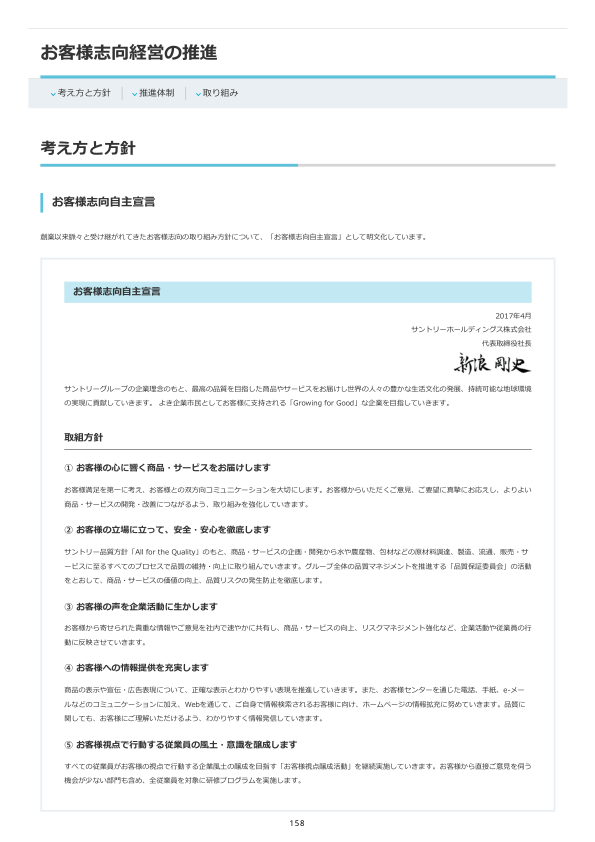 お客様志向経営の推進
考え方と方針 推進体制 取り組み
考え方と方針
お客様志向自主宣言
創業以来脈々と受け継がれてきたお客様志向の取り組み方針について、「お客様志向自主宣言」として明文化しています。
お客様志向自主宣言
2017年4月
サントリーホールディングス株式会社
代表取締役社長
新浪 剛史
サントリーグループの企業理念のもと、最高の品質を目指した商品やサービスをお届けし世界の人々の豊かな生活文化の発展、持続可能な地球環境
の実現に貢献していきます。 よき企業市民としてお客様に支持される「Growing for Good」な企業を目指していきます。
取組方針
① お客様の心に響く商品・サービスをお届けします
お客様満足を第一に考え、お客様との双方向コミュニケーションを大切にします。お客様からいただくご意見、ご要望に真摯にお応えし、よりよい
商品・サービスの開発・改善につながるよう、取り組みを強化していきます。
② お客様の立場に立って、安全・安心を徹底します
サントリー品質方針「All for the Quality」のもと、商品・サービスの企画・開発から水や農産物、包材などの原材料調達、製造、流通、販売・サ
ービスに至るすべてのプロセスで品質の維持・向上に取り組んでいきます。グループ全体の品質マネジメントを推進する「品質保証委員会」の活動
をとおして、商品・サービスの価値の向上、品質リスクの発生防止を徹底します。
③ お客様の声を企業活動に生かします
お客様から寄せられた貴重な情報やご意見を社内で速やかに共有し、商品・サービスの向上、リスクマネジメント強化など、企業活動や従業員の行
動に反映させていきます。
④ お客様への情報提供を充実します
商品の表示や宣伝・広告表現について、正確な表示とわかりやすい表現を推進していきます。また、お客様センターを通じた電話、手紙、e-メー
ルなどのコミュニケーションに加え、Webを通じて、ご自身で情報検索されるお客様に向け、ホームページの情報拡充に努めていきます。品質に
関しても、お客様にご理解いただけるよう、わかりやすく情報発信していきます。
⑤ お客様視点で行動する従業員の風土・意識を醸成します
すべての従業員がお客様の視点で行動する企業風土の醸成を目指す「お客様視点醸成活動」を継続実施していきます。お客様から直接ご意見を伺う
機会が少ない部門も含め、全従業員を対象に研修プログラムを実施します。
158